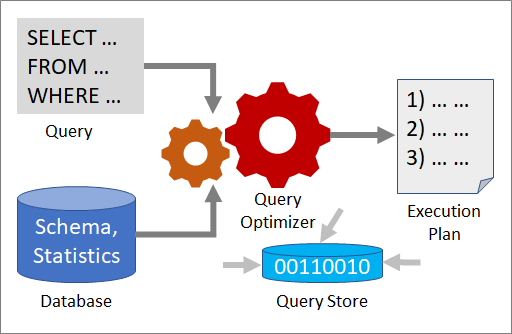 SELECT ...
FROM ...
WHERE ...
Query
Schema,
Statistics
Database
Query
Optimizer
1) ... ...
2) ... ...
3) ... ...
Execution
Plan
00110010
Query Store